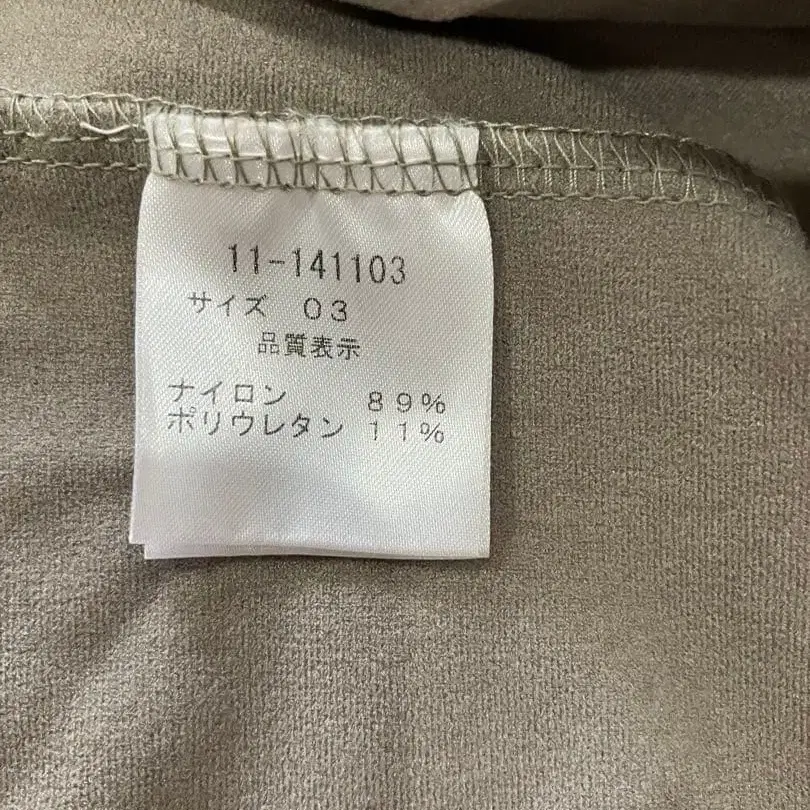 11-141103
サイズ 03
品質表示
ナイロン 89%
ポリウレタン 11%